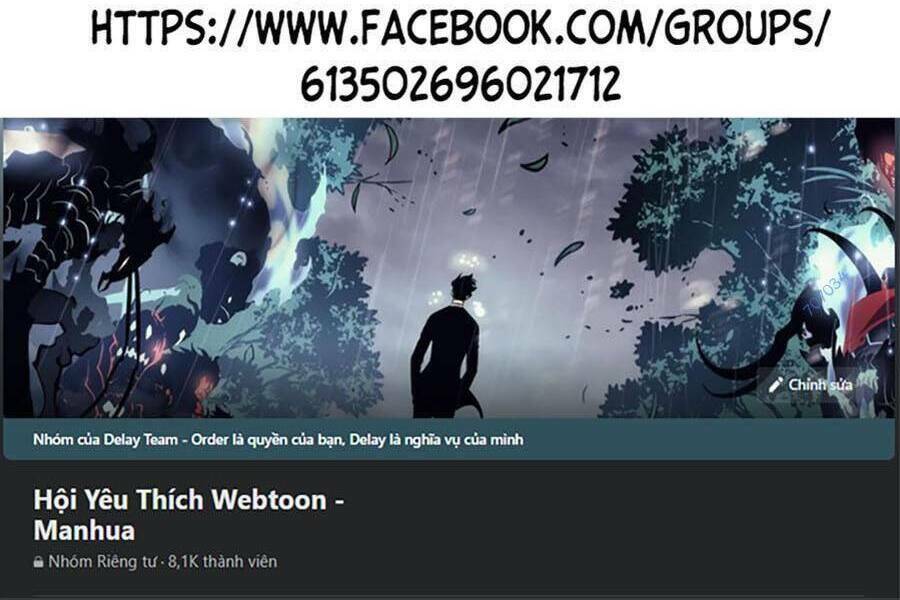 HTTPS://WWW.FACEBOOK.COM/GROUPS/
613502696021712
Chỉnh sửa
Nhóm của Delay Team - Order là quyền của bạn, Delay là nghĩa vụ của mình
Hội Yêu Thích Webtoon -
Manhua
Nhóm Riêng tư · 8,1K thành viên